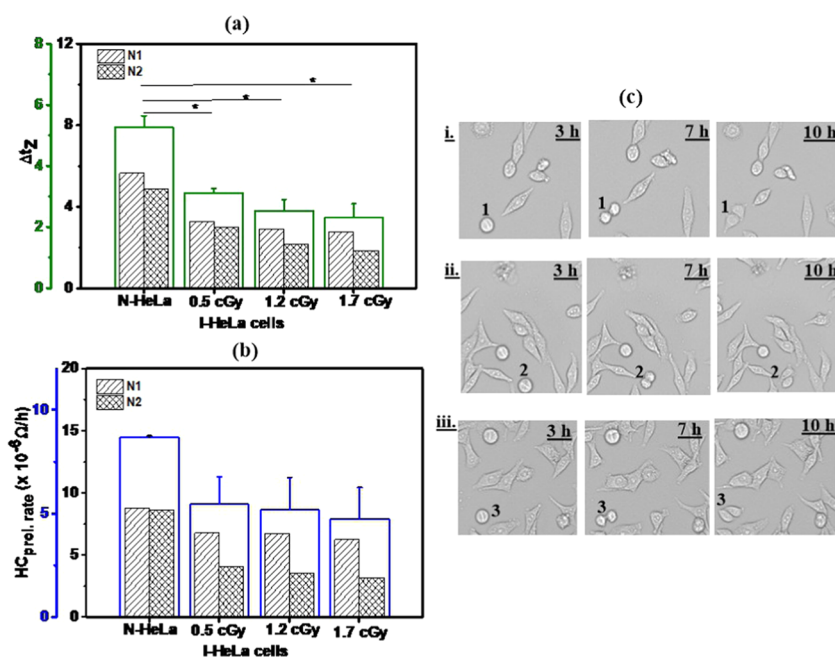 (a)
8
6
4
2
0
12
8
4
0
Δt_Z
N1
N2
*
*
*
N-HeLa
0.5 cGy
1.2 cGy
1.7 cGy
I-HeLa cells
(b)
10
5
0
20
15
10
5
0
HC_prol. rate (x 10^-6 Ω/h)
N1
N2
N-HeLa
0.5 cGy
1.2 cGy
1.7 cGy
I-HeLa cells
(c)
i.
3 h
7 h
10 h
1
1
1
ii.
3 h
7 h
10 h
2
2
2
iii.
3 h
7 h
10 h
3
3
3